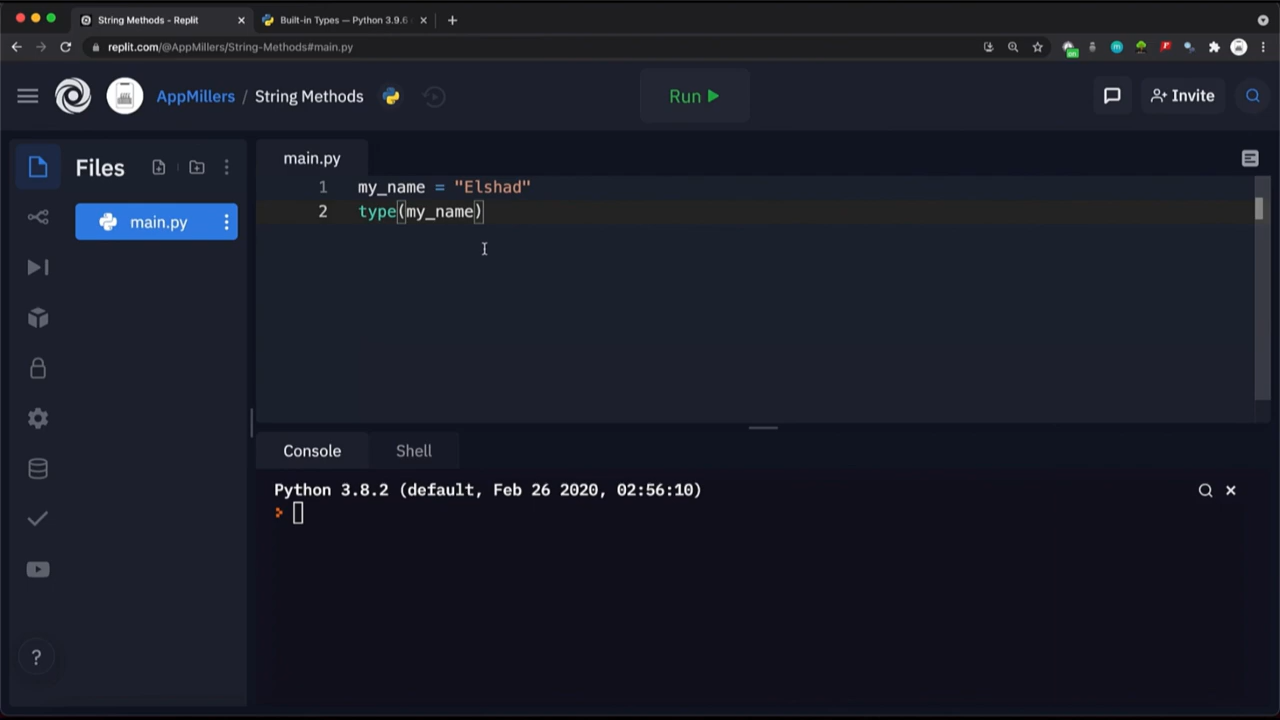 String Methods - Replit
Built-in Types — Python 3.9.6
replit.com/@AppMillers/String-Methods#main.py
AppMillers / String Methods
Run
Invite
Files
main.py
main.py
1 my_name = "Elshad"
2 type(my_name)
Console
Shell
Python 3.8.2 (default, Feb 26 2020, 02:56:10)